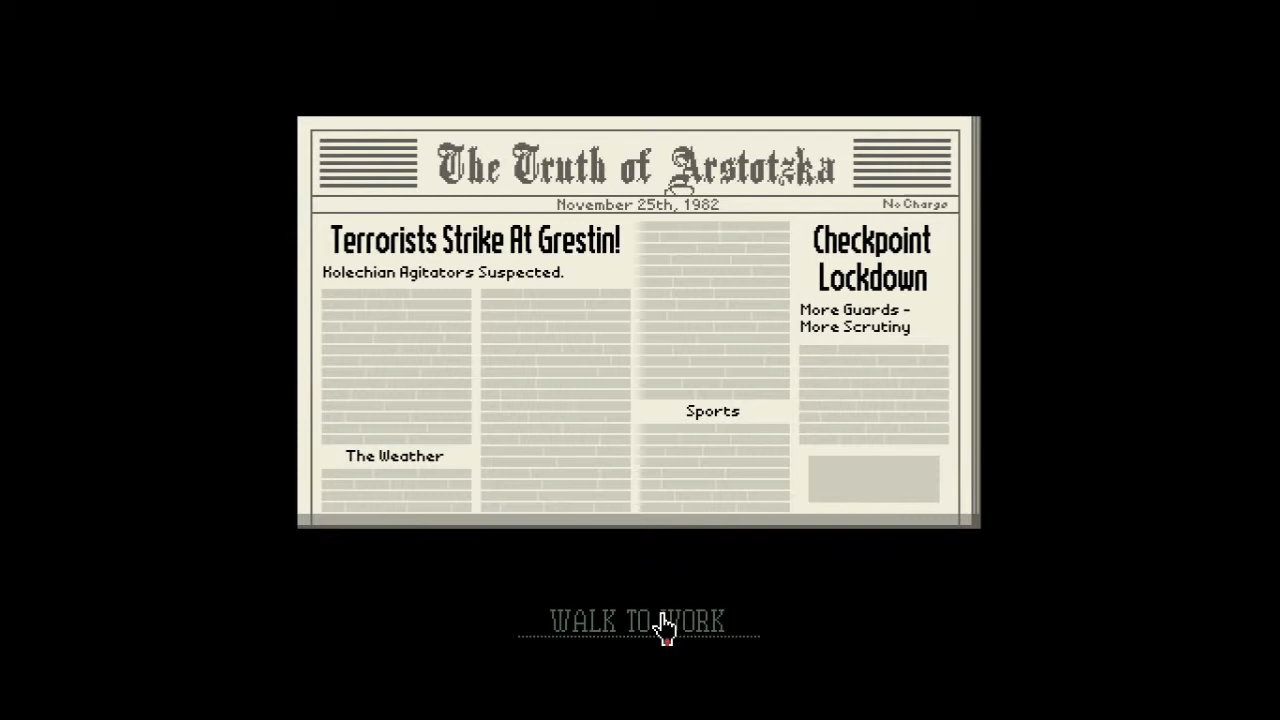 The Truth of Arstotzka
November 25th, 1982
No Charge
Terrorists Strike At Grestin!
Kolechian Agitators Suspected.
The Weather
Sports
Checkpoint
Lockdown
More Guards -
More Scrutiny
WALK TO WORK